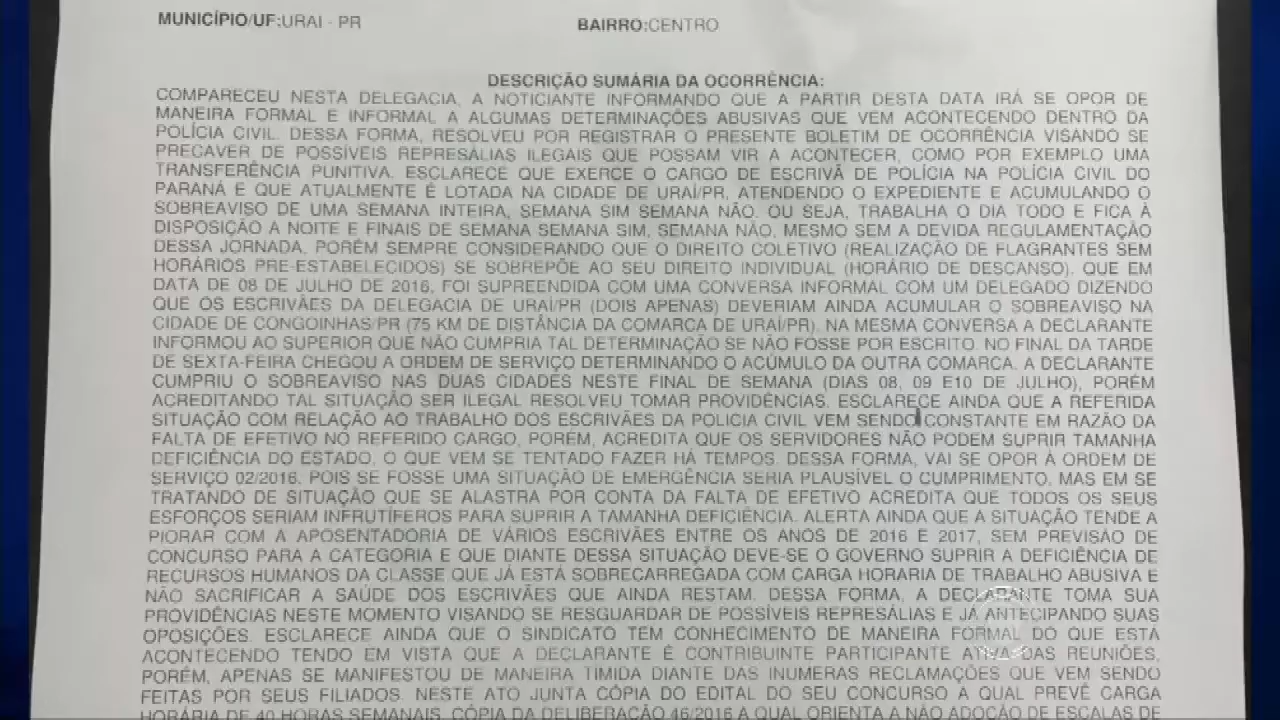 MUNICÍPIO/UF:URAI - PR
BAIRRO:CENTRO
DESCRIÇÃO SUMÁRIA DA OCORRÊNCIA:
COMPARECEU NESTA DELEGACIA, A NOTICIANTE INFORMANDO QUE A PARTIR DESTA DATA IRÁ SE OPOR DE
MANEIRA FORMAL E INFORMAL A ALGUMAS DETERMINAÇÕES ABUSIVAS QUE VEM ACONTECENDO DENTRO DA
POLÍCIA CIVIL. DESSA FORMA, RESOLVEU POR REGISTRAR O PRESENTE BOLETIM DE OCORRÊNCIA VISANDO SE
PRECAVER DE POSSÍVEIS REPRESÁLIAS ILEGAIS QUE POSSAM VIR A ACONTECER, COMO POR EXEMPLO UMA
TRANSFERÊNCIA PUNITIVA. ESCLARECE QUE EXERCE O CARGO DE ESCRIVÃ DE POLÍCIA NA POLÍCIA CIVIL DO
PARANÁ E QUE ATUALMENTE É LOTADA NA CIDADE DE URAÍ/PR, ATENDENDO O EXPEDIENTE E ACUMULANDO O
SOBREAVISO DE UMA SEMANA INTEIRA, SEMANA SIM SEMANA NÃO. OU SEJA, TRABALHA O DIA TODO E FICA À
DISPOSIÇÃO A NOITE E FINAIS DE SEMANA SEMANA SIM, SEMANA NÃO, MESMO SEM A DEVIDA REGULAMENTAÇÃO
DESSA JORNADA, PORÉM SEMPRE CONSIDERANDO QUE O DIREITO COLETIVO (REALIZAÇÃO DE FLAGRANTES SEM
HORÁRIOS PRE-ESTABELECIDOS) SE SOBREPÕE AO SEU DIREITO INDIVIDUAL (HORÁRIO DE DESCANSO). QUE EM
DATA DE 08 DE JULHO DE 2016, FOI SUPREENDIDA COM UMA CONVERSA INFORMAL COM UM DELEGADO DIZENDO
QUE OS ESCRIVÃES DA DELEGACIA DE URAÍ/PR (DOIS APENAS) DEVERIAM AINDA ACUMULAR O SOBREAVISO NA
CIDADE DE CONGOINHAS/PR (75 KM DE DISTÂNCIA DA COMARCA DE URAÍ/PR). NA MESMA CONVERSA A DECLARANTE
INFORMOU AO SUPERIOR QUE NÃO CUMPRIA TAL DETERMINAÇÃO SE NÃO FOSSE POR ESCRITO. NO FINAL DA TARDE
DE SEXTA-FEIRA CHEGOU A ORDEM DE SERVIÇO DETERMINANDO O ACÚMULO DA OUTRA COMARCA. A DECLARANTE
CUMPRIU O SOBREAVISO NAS DUAS CIDADES NESTE FINAL DE SEMANA (DIAS 08, 09 E10 DE JULHO), PORÉM
ACREDITANDO TAL SITUAÇÃO SER ILEGAL RESOLVEU TOMAR PROVIDÊNCIAS. ESCLARECE AINDA QUE A REFERIDA
SITUAÇÃO COM RELAÇÃO AO TRABALHO DOS ESCRIVÃES DA POLICIA CIVIL VEM SENDO CONSTANTE EM RAZÃO DA
FALTA DE EFETIVO NO REFERIDO CARGO, PORÉM, ACREDITA QUE OS SERVIDORES NÃO PODEM SUPRIR TAMANHA
DEFICIÊNCIA DO ESTADO, O QUE VEM SE TENTADO FAZER HÁ TEMPOS. DESSA FORMA, VAI SE OPOR À ORDEM DE
SERVIÇO 02/2016. POIS SE FOSSE UMA SITUAÇÃO DE EMERGÊNCIA SERIA PLAUSÍVEL O CUMPRIMENTO, MAS EM SE
TRATANDO DE SITUAÇÃO QUE SE ALASTRA POR CONTA DA FALTA DE EFETIVO ACREDITA QUE TODOS OS SEUS
ESFORÇOS SERIAM INFRUTÍFEROS PARA SUPRIR A TAMANHA DEFICIÊNCIA. ALERTA AINDA QUE A SITUAÇÃO TENDE A
PIORAR COM A APOSENTADORIA DE VÁRIOS ESCRIVÃES ENTRE OS ANOS DE 2016 E 2017, SEM PREVISÃO DE
CONCURSO PARA A CATEGORIA E QUE DIANTE DESSA SITUAÇÃO DEVE-SE O GOVERNO SUPRIR A DEFICIÊNCIA DE
RECURSOS HUMANOS DA CLASSE QUE JÁ ESTÁ SOBRECARREGADA COM CARGA HORARIA DE TRABALHO ABUSIVA E
NÃO SACRIFICAR A SAÚDE DOS ESCRIVÃES QUE AINDA RESTAM. DESSA FORMA, A DECLARANTE TOMA SUA
PROVIDÊNCIAS NESTE MOMENTO VISANDO SE RESGUARDAR DE POSSÍVEIS REPRESÁLIAS E JÁ ANTECIPANDO SUAS
OPOSIÇÕES. ESCLARECE AINDA QUE O SINDICATO TEM CONHECIMENTO DE MANEIRA FORMAL DO QUE ESTÁ
ACONTECENDO TENDO EM VISTA QUE A DECLARANTE É CONTRIBUINTE PARTICIPANTE ATIVA DAS REUNIÕES,
PORÉM, APENAS SE MANIFESTOU DE MANEIRA TIMIDA DIANTE DAS INUMERAS RECLAMAÇÕES QUE VEM SENDO
FEITAS POR SEUS FILIADOS. NESTE ATO JUNTA CÓPIA DO EDITAL DO SEU CONCURSO A QUAL PREVÊ CARGA
HORÁRIA DE 40 HORAS SEMANAIS, CÓPIA DA DELIBERAÇÃO 46/2016 A QUAL ORIENTA A NÃO ADOÇÃO DE ESCALAS DE